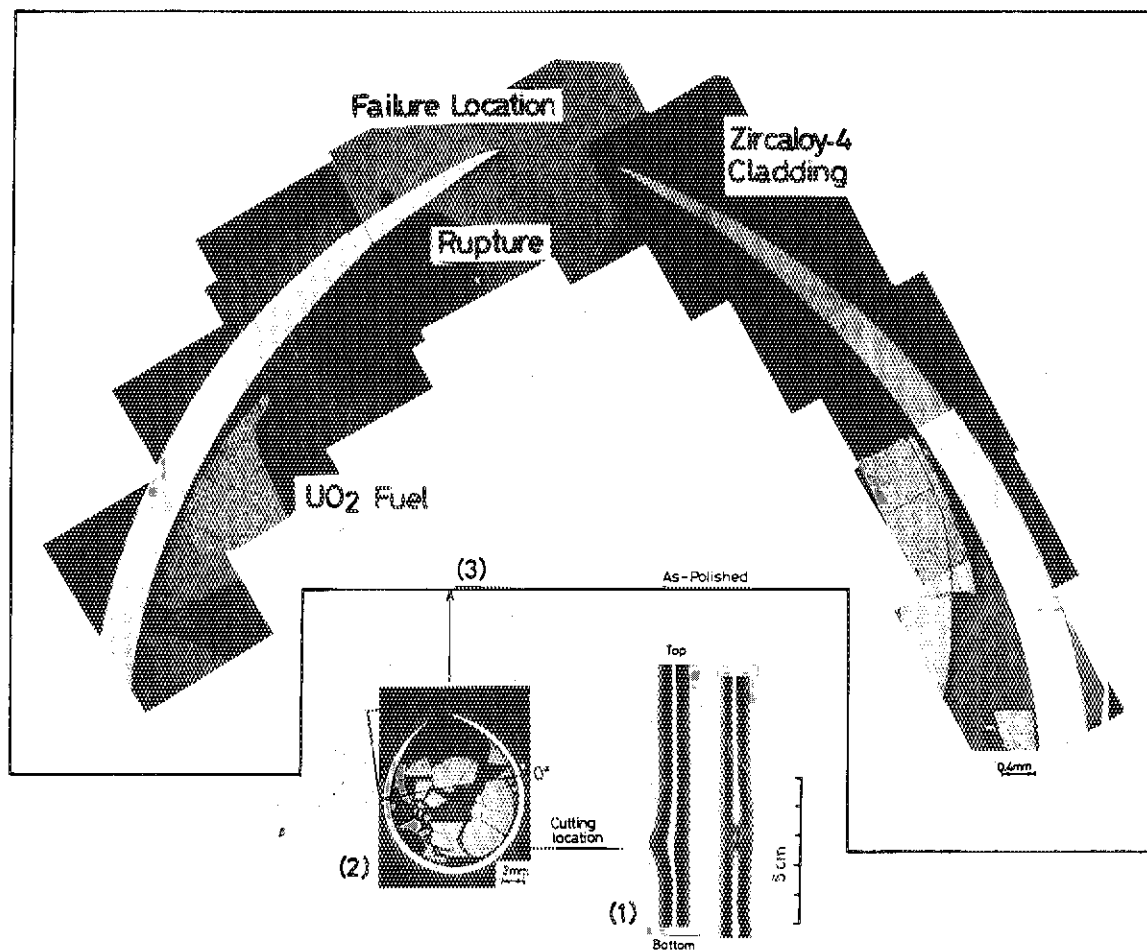 Failure Location
Zircaloy-4
Cladding
Rupture
UO2 Fuel
(3)
As-Polished
Top
0.4mm
0°
Cutting
location
(2)
2mm
(1)
5 cm
Bottom